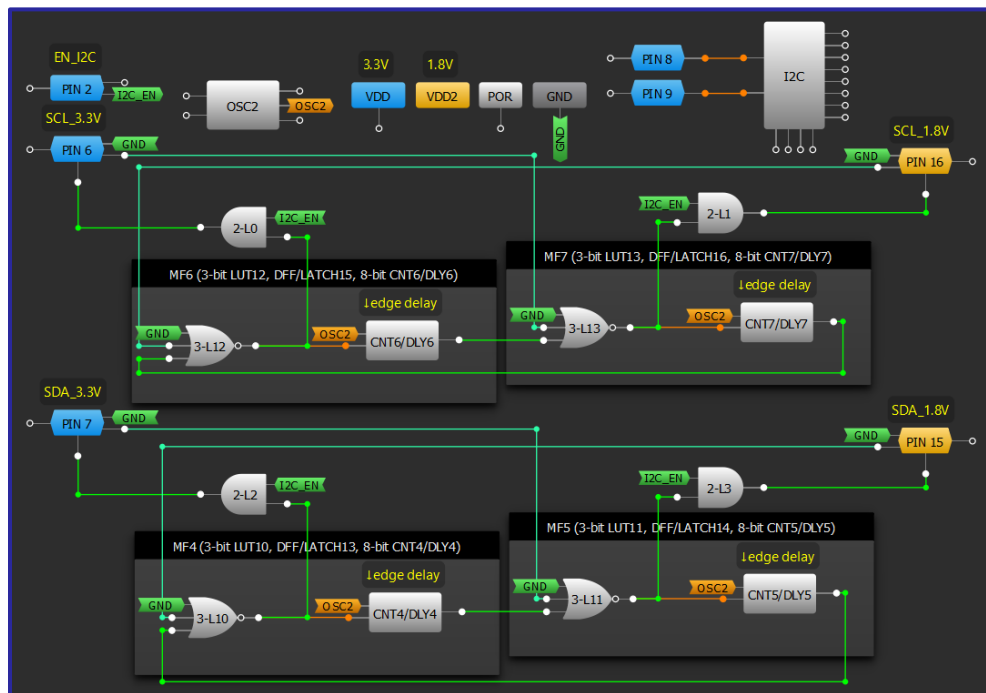 EN_I2C
PIN 2
I2C_EN
OSC2
OSC2
3.3V
VDD
1.8V
VDD2
POR
GND
GND
PIN 8
PIN 9
I2C
SCL_3.3V
PIN 6
GND
SCL_1.8V
GND
PIN 16
2-L0
I2C_EN
I2C_EN
2-L1
MF6 (3-bit LUT12, DFF/LATCH15, 8-bit CNT6/DLY6)
↓edge delay
GND
3-L12
OSC2
CNT6/DLY6
MF7 (3-bit LUT13, DFF/LATCH16, 8-bit CNT7/DLY7)
↓edge delay
GND
3-L13
OSC2
CNT7/DLY7
SDA_3.3V
PIN 7
GND
SDA_1.8V
GND
PIN 15
2-L2
I2C_EN
I2C_EN
2-L3
MF4 (3-bit LUT10, DFF/LATCH13, 8-bit CNT4/DLY4)
↓edge delay
GND
3-L10
OSC2
CNT4/DLY4
MF5 (3-bit LUT11, DFF/LATCH14, 8-bit CNT5/DLY5)
↓edge delay
GND
3-L11
OSC2
CNT5/DLY5